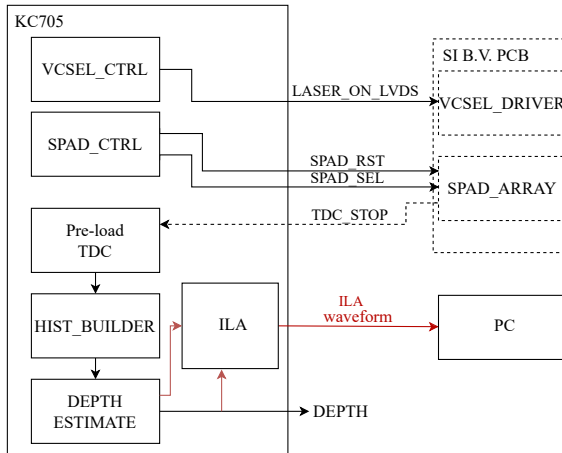 KC705
VCSEL_CTRL
SI B.V. PCB
LASER_ON_LVDS
VCSEL_DRIVER
SPAD_CTRL
SPAD_RST
SPAD_SEL
SPAD_ARRAY
TDC_STOP
Pre-load
TDC
HIST_BUILDER
ILA
ILA
waveform
PC
DEPTH
ESTIMATE
DEPTH